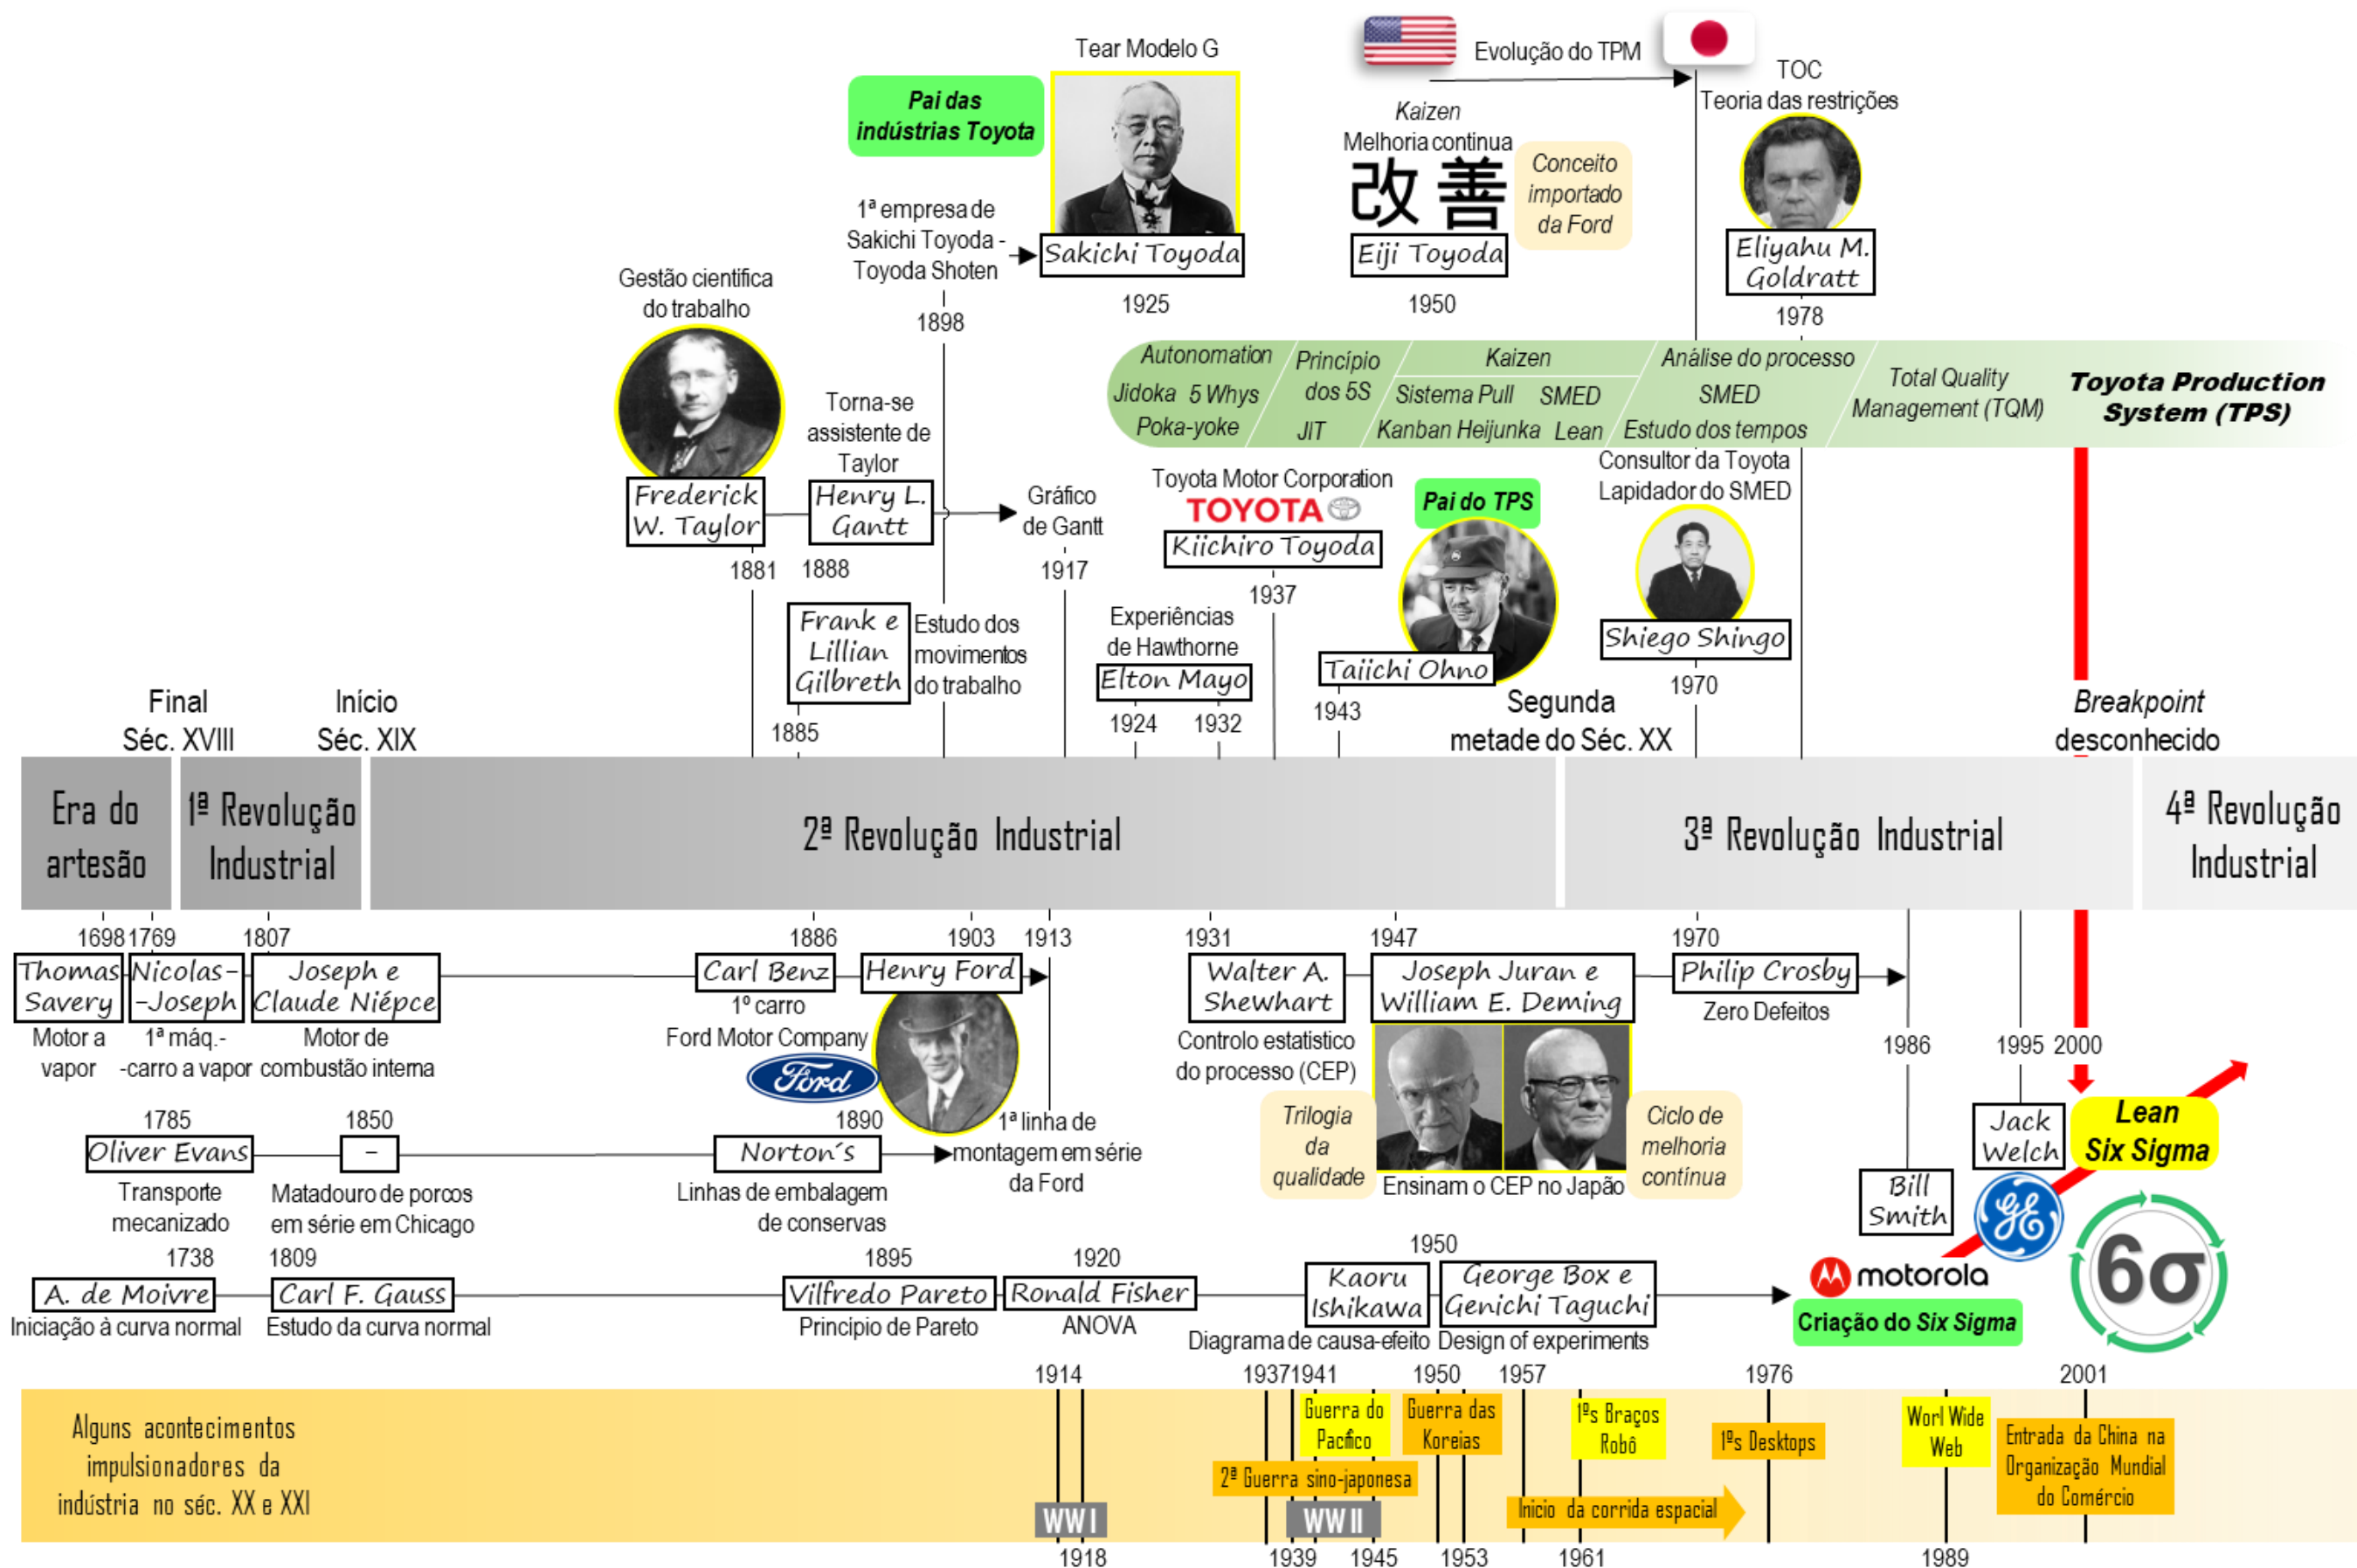 Tear Modelo G
Pai das
indústrias Toyota
1ª empresa de
Sakichi Toyoda -
Toyoda Shoten
1898
Sakichi Toyoda
1925
Evolução do TPM
Kaizen
Melhoria continua
改善
Conceito
importado
da Ford
Eiji Toyoda
1950
TOC
Teoria das restrições
Eliyahu M.
Goldratt
1978
Gestão cientifica
do trabalho
Frederick
W. Taylor
1881
Torna-se
assistente de
Taylor
Henry L.
Gantt
1888
Gráfico
de Gantt
1917
Frank e
Lillian
Gilbreth
1885
Estudo dos
movimentos
do trabalho
Autonomation
Jidoka 5 Whys
Poka-yoke
Princípio
dos 5S
JIT
Kaizen
Sistema Pull SMED
Kanban Heijunka Lean
Análise do processo
SMED
Estudo dos tempos
Total Quality
Management (TQM)
Toyota Production
System (TPS)
Toyota Motor Corporation
TOYOTA
Kiichiro Toyoda
1937
Experiências
de Hawthorne
Elton Mayo
1924 1932
Pai do TPS
Taiichi Ohno
1943
Consultor da Toyota
Lapidador do SMED
Shiego Shingo
1970
Final
Séc. XVIII
Início
Séc. XIX
Segunda
metade do Séc. XX
Breakpoint
desconhecido
Era do
artesão
1ª Revolução
Industrial
2ª Revolução Industrial
3ª Revolução Industrial
4ª Revolução
Industrial
1698 1769 1807 1886 1903 1913 1931 1947 1970
Thomas
Savery
Motor a
vapor
Nicolas-
-Joseph
1ª máq.-
-carro a vapor
Joseph e
Claude Niépce
Motor de
combustão interna
Carl Benz
1º carro
Henry Ford
Ford Motor Company
Ford
Walter A.
Shewhart
Controlo estatistico
do processo (CEP)
Joseph Juran e
William E. Deming
Trilogia
da
qualidade
Ciclo de
melhoria
contínua
Ensinam o CEP no Japão
Philip Crosby
Zero Defeitos
1986 1995 2000
1785
Oliver Evans
Transporte
mecanizado
1850
-
Matadouro de porcos
em série em Chicago
1890
Norton´s
Linhas de embalagem
de conservas
1ª linha de
montagem em série
da Ford
Jack
Welch
GE
Bill
Smith
Lean
Six Sigma
6σ
1738
A. de Moivre
Iniciação à curva normal
1809
Carl F. Gauss
Estudo da curva normal
1895
Vilfredo Pareto
Principio de Pareto
1920
Ronald Fisher
ANOVA
1950
Kaoru
Ishikawa
Diagrama de causa-efeito
George Box e
Genichi Taguchi
Design of experiments
motorola
Criação do Six Sigma
1914 1937 1941 1950 1957 1976 2001
Alguns acontecimentos
impulsionadores da
indústria no séc. XX e XXI
WW I
Guerra do
Pacífico
2ª Guerra sino-japonesa
WW II
Guerra das
Koreias
1ºs Braços
Robô
Inicio da corrida espacial
1ºs Desktops
Worl Wide
Web
Entrada da China na
Organização Mundial
do Comércio
1918 1939 1945 1953 1961 1989